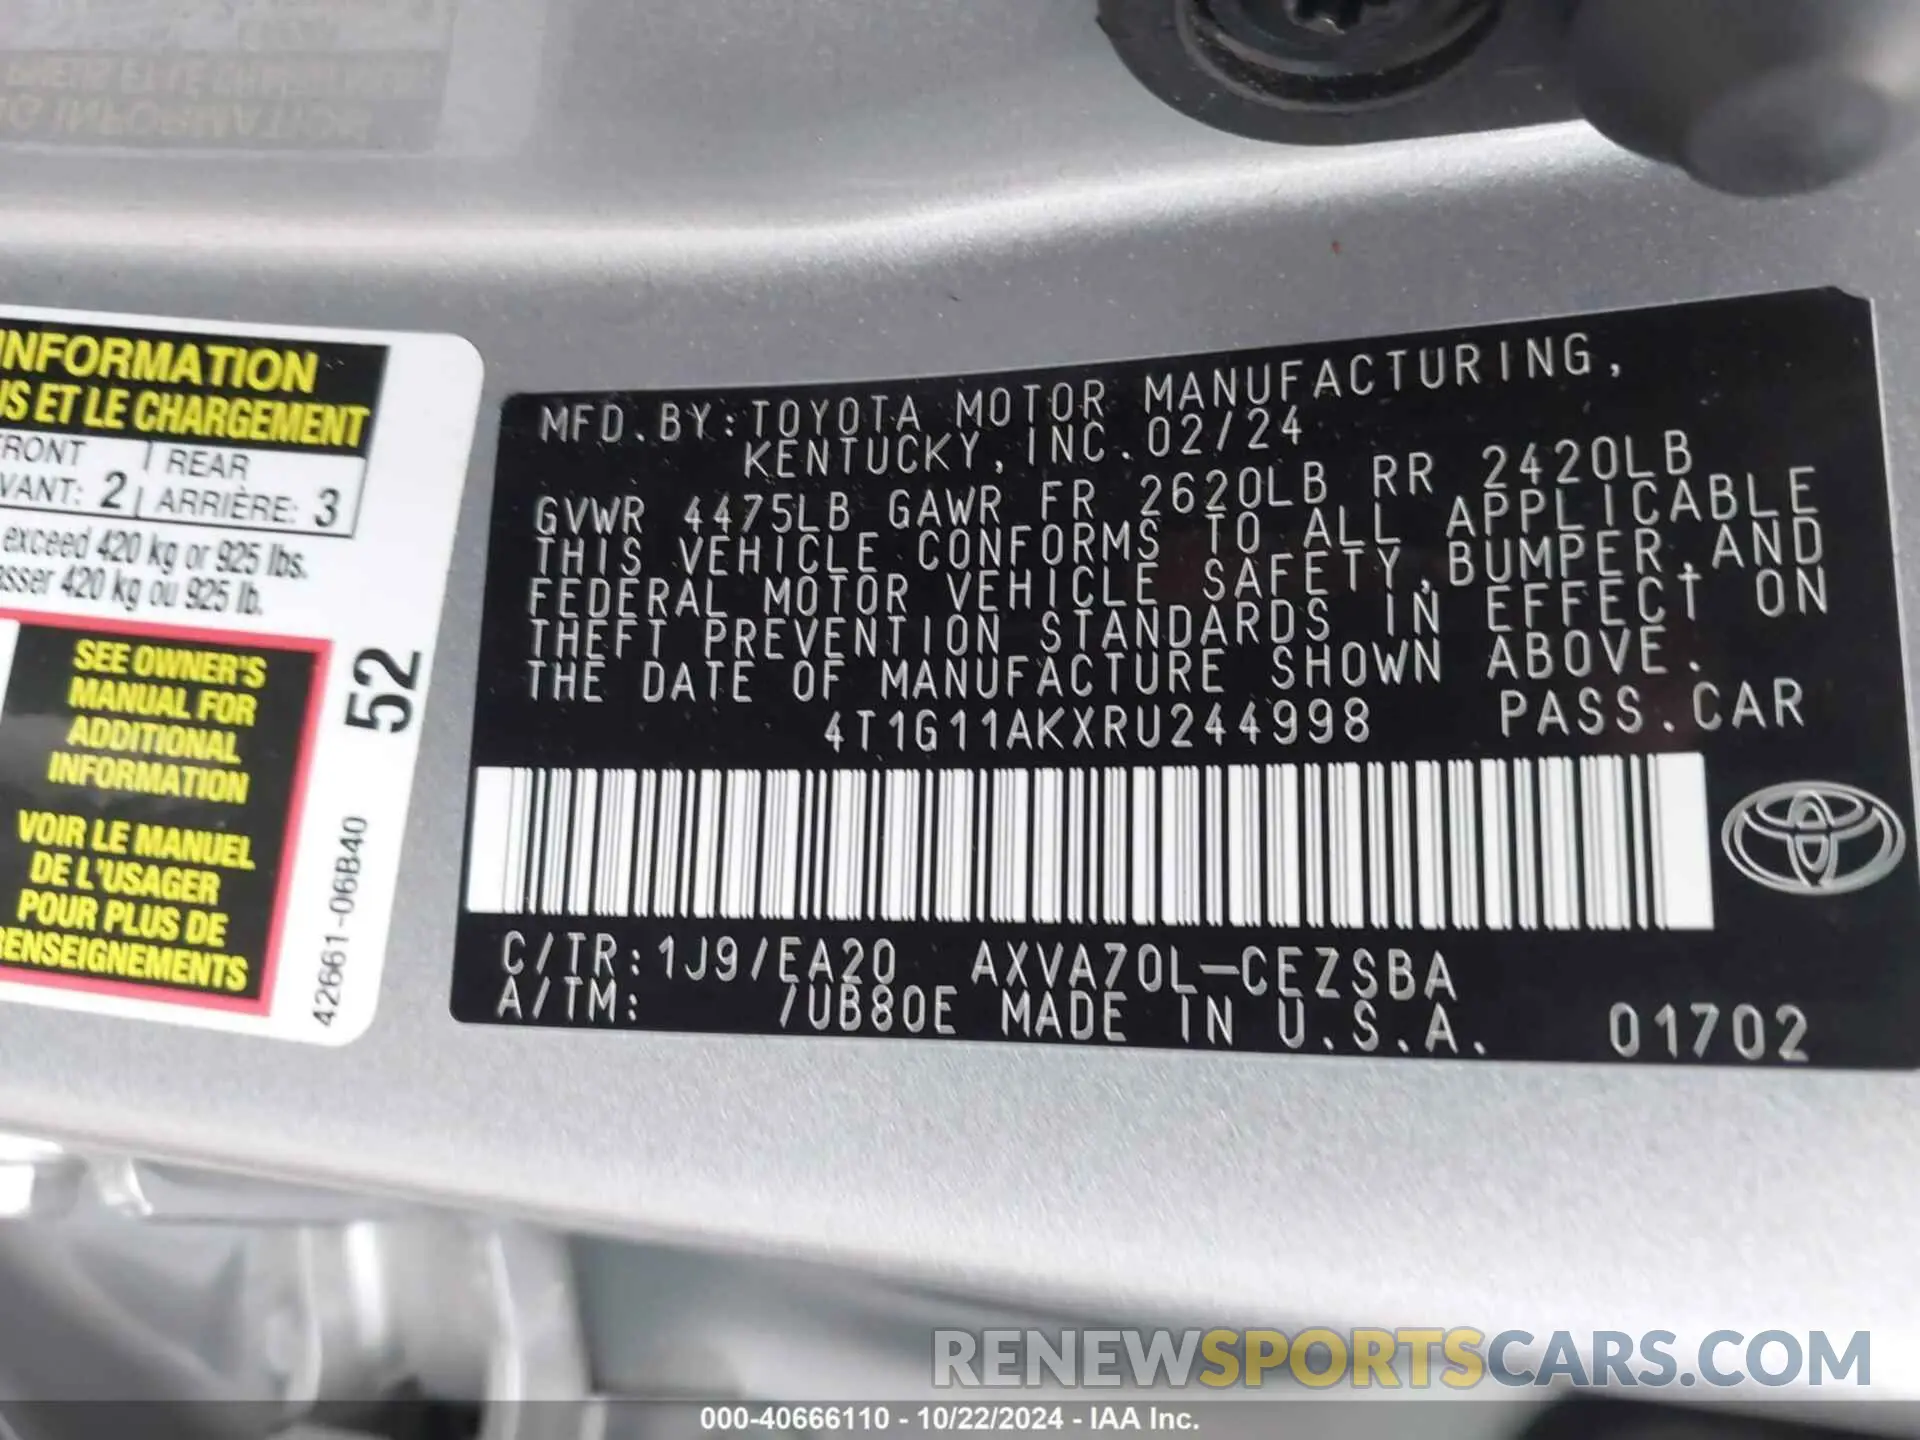 INFORMATION
US ET LE CHARGEMENT
FRONT | REAR
VANT: 2 | ARRIÈRE: 3
exceed 420 kg or 925 lbs.
asser 420 kg ou 925 lb.
SEE OWNER'S
MANUAL FOR
ADDITIONAL
INFORMATION
VOIR LE MANUEL
DE L'USAGER
POUR PLUS DE
RENSEIGNEMENTS
52
42661-06B40
MFD.BY:TOYOTA MOTOR MANUFACTURING,
KENTUCKY,INC.02/24
GVWR 4475LB GAWR FR 2620LB RR 2420LB
THIS VEHICLE CONFORMS TO ALL APPLICABLE
FEDERAL MOTOR VEHICLE SAFETY,BUMPER,AND
THEFT PREVENTION STANDARDS IN EFFECT ON
THE DATE OF MANUFACTURE SHOWN ABOVE.
4T1G11AKXRU244998 PASS.CAR
C/TR:1J9/EA20 AXVA70L-CEZSBA
A/TM: /UB80E MADE IN U.S.A. 01702
RENEWSPORTSCARS.COM
000-40666110 - 10/22/2024 - IAA Inc.